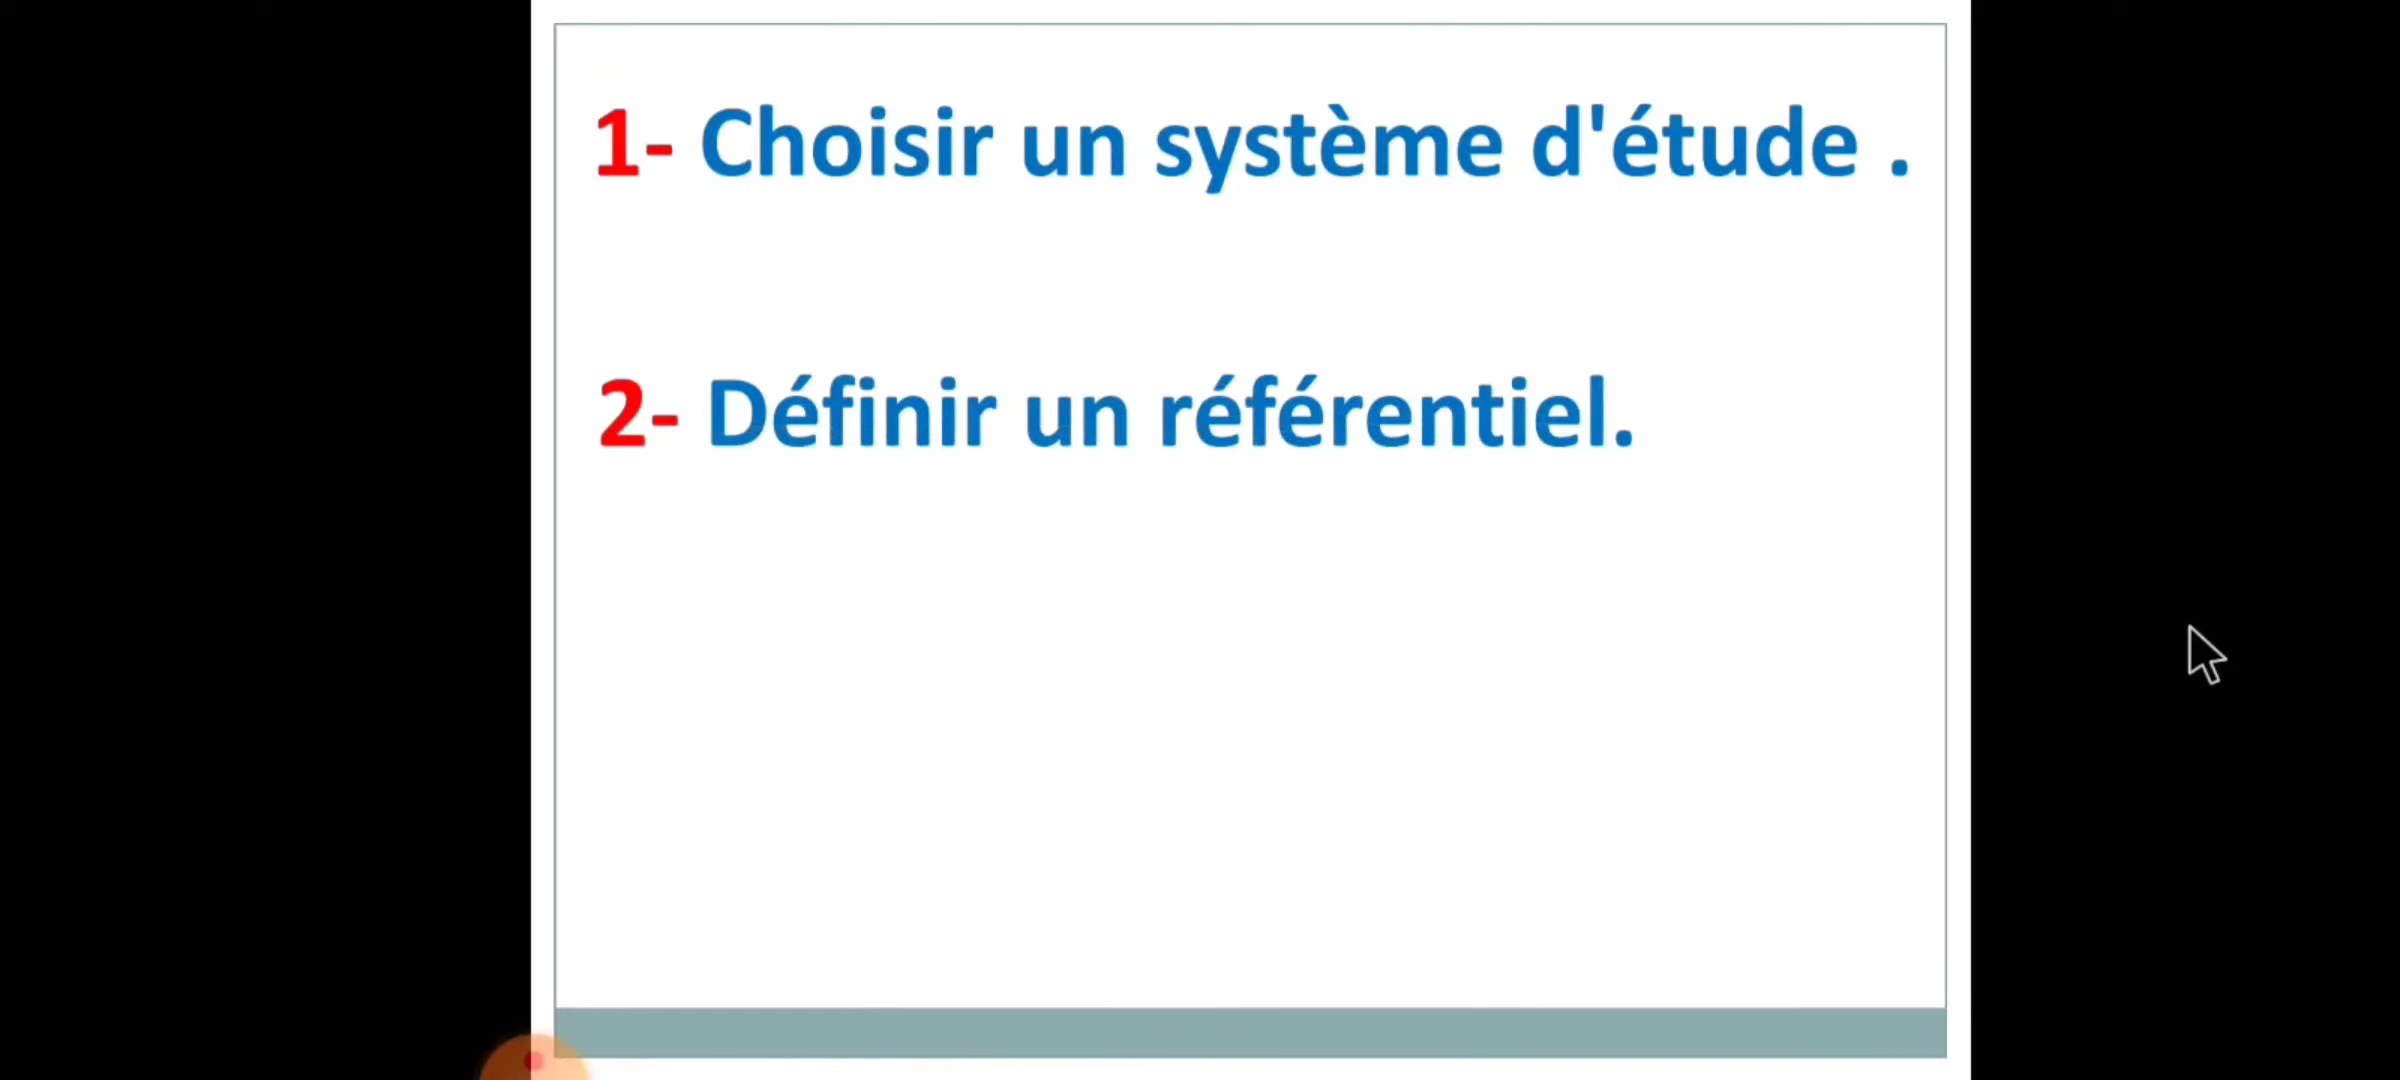 1- Choisir un système d'étude .
2- Définir un référentiel.